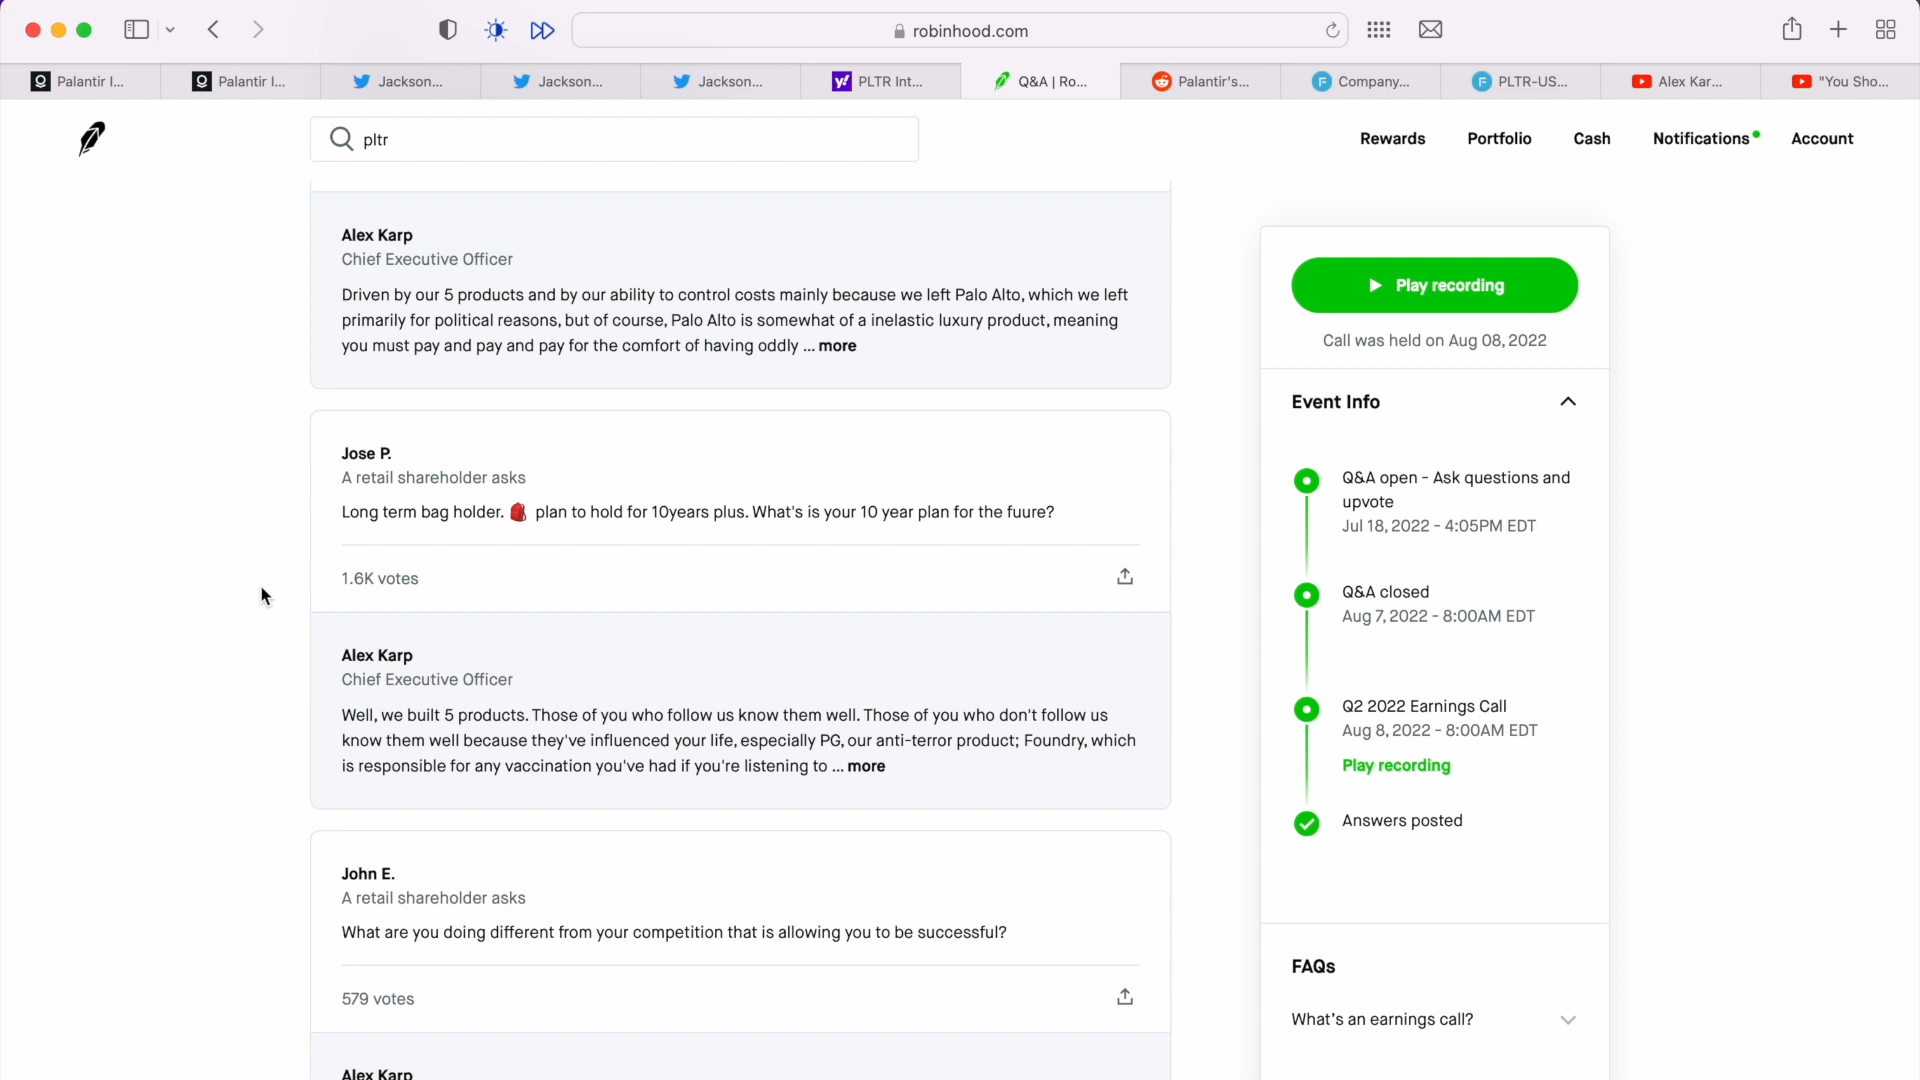 robinhood.com
Palantir I...
Palantir I...
Jackson...
Jackson...
Jackson...
y!
PLTR Int...
Q&A | Ro...
Palantir's...
F
Company...
F
PLTR-US...
Alex Kar...
"You Sho...
pltr
Rewards
Portfolio
Cash
Notifications
Account
Alex Karp
Chief Executive Officer
Driven by our 5 products and by our ability to control costs mainly because we left Palo Alto, which we left
primarily for political reasons, but of course, Palo Alto is somewhat of a inelastic luxury product, meaning
you must pay and pay and pay for the comfort of having oddly ... more
Jose P.
A retail shareholder asks
Long term bag holder. 🎒 plan to hold for 10years plus. What's is your 10 year plan for the fuure?
1.6K votes
Alex Karp
Chief Executive Officer
Well, we built 5 products. Those of you who follow us know them well. Those of you who don't follow us
know them well because they've influenced your life, especially PG, our anti-terror product; Foundry, which
is responsible for any vaccination you've had if you're listening to ... more
John E.
A retail shareholder asks
What are you doing different from your competition that is allowing you to be successful?
579 votes
Alex Karp
Play recording
Call was held on Aug 08, 2022
Event Info
Q&A open - Ask questions and
upvote
Jul 18, 2022 - 4:05PM EDT
Q&A closed
Aug 7, 2022 - 8:00AM EDT
Q2 2022 Earnings Call
Aug 8, 2022 - 8:00AM EDT
Play recording
Answers posted
FAQs
What's an earnings call?